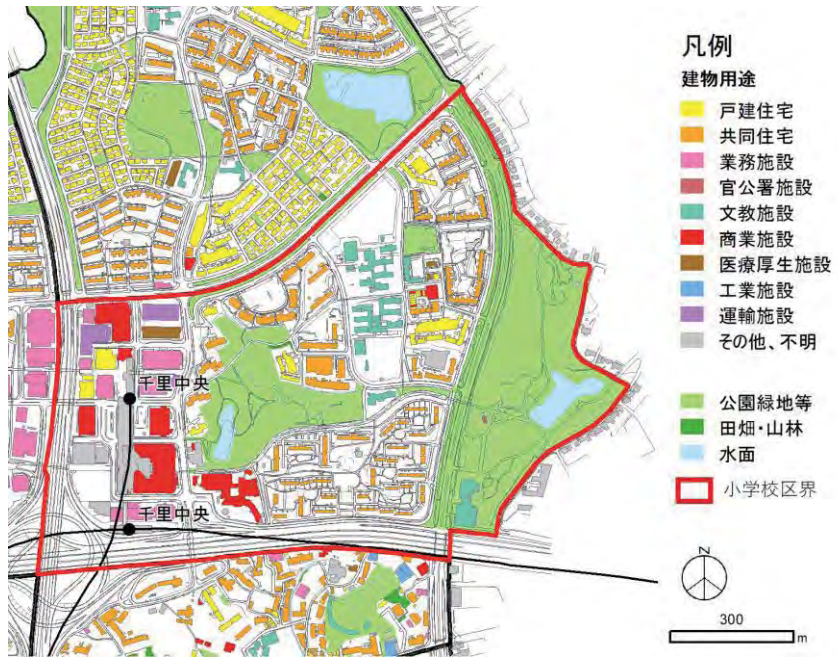 凡例
建物用途
戸建住宅
共同住宅
業務施設
官公署施設
文教施設
商業施設
医療厚生施設
工業施設
運輸施設
その他、不明
公園緑地等
田畑・山林
水面
小学校区界
千里中央
千里中央
N
300
m